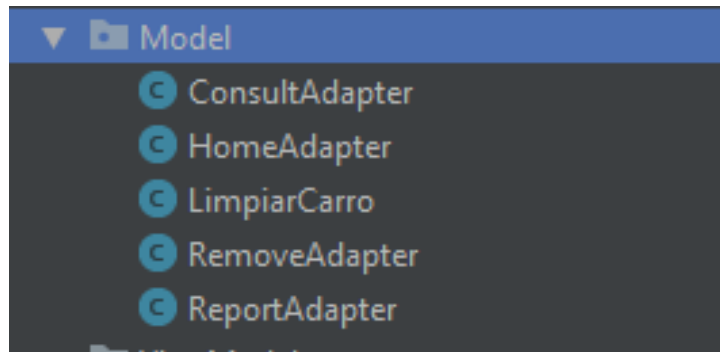 Model
C ConsultAdapter
C HomeAdapter
C LimpiarCarro
C RemoveAdapter
C ReportAdapter